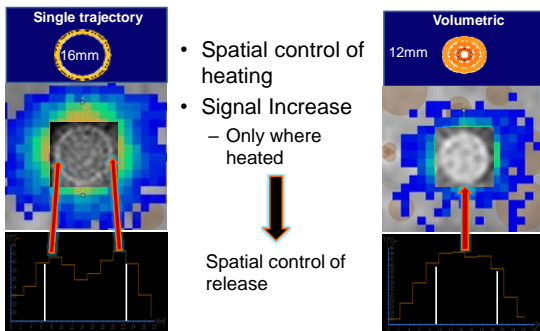 Single trajectory
16mm
• Spatial control of
heating
• Signal Increase
– Only where
heated
Spatial control of
release
Volumetric
12mm